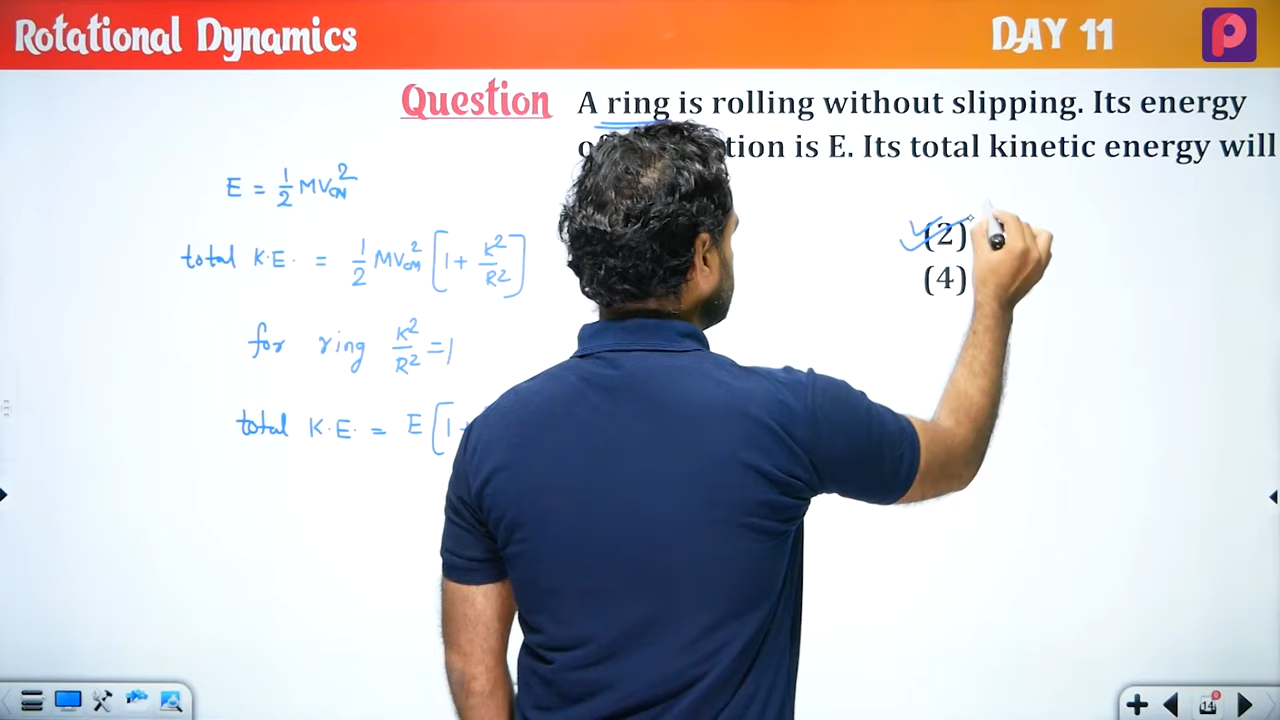 Rotational Dynamics
DAY 11
Question A ring is rolling without slipping. Its energy
is E. Its total kinetic energy will
E = 1/2 MV_CM^2
(2)
total K.E. = 1/2 MV_CM^2 [1 + K^2/R^2]
(4)
for ring K^2/R^2 = 1
total K.E. = E [1 +
14